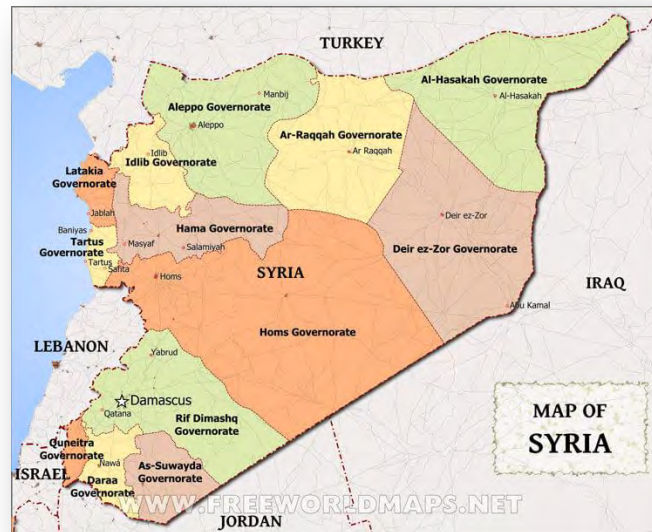 TURKEY
Al-Hasakah Governorate
Al-Hasakah
Manbij
Aleppo Governorate
Aleppo
Ar-Raqqah Governorate
Ar Raqqah
Idlib
Idlib Governorate
Latakia
Governorate
Jablah
Deir ez-Zor
Hama Governorate
Baniyas
Tartus
Governorate
Masyaf
Salamiyah
Deir ez-Zor Governorate
Tartus
Safita
Homs
SYRIA
IRAQ
Abu Kamal
Homs Governorate
LEBANON
Yabrud
Damascus
Qatana
Rif Dimashq
Governorate
MAP OF
SYRIA
Quneitra
Governorate
Nawá
ISRAEL
Daraa
Governorate
As-Suwayda
Governorate
WWW.FREEWORLDMAPS.NET
JORDAN